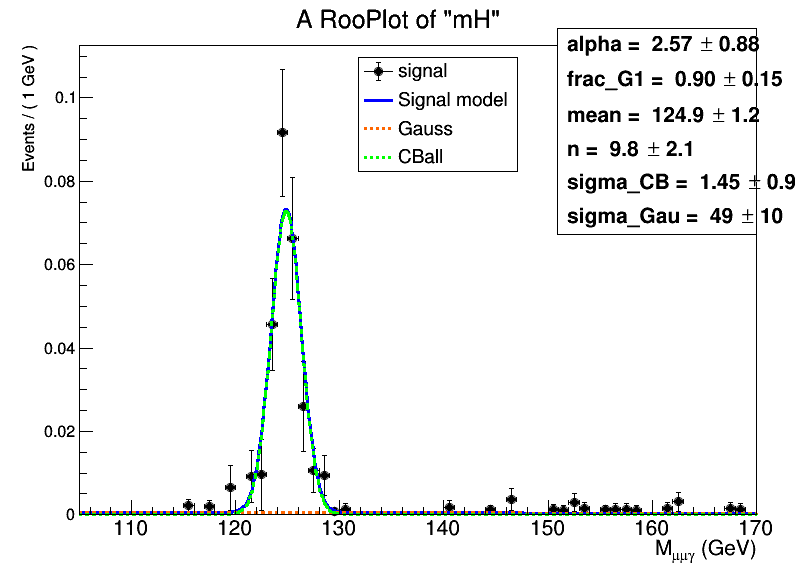 A RooPlot of "mH"
Events / ( 1 GeV )
0.1
0.08
0.06
0.04
0.02
0
signal
Signal model
Gauss
CBall
alpha = 2.57 ± 0.88
frac_G1 = 0.90 ± 0.15
mean = 124.9 ± 1.2
n = 9.8 ± 2.1
sigma_CB = 1.45 ± 0.9
sigma_Gau = 49 ± 10
110 120 130 140 150 160 170
Mμμγ (GeV)